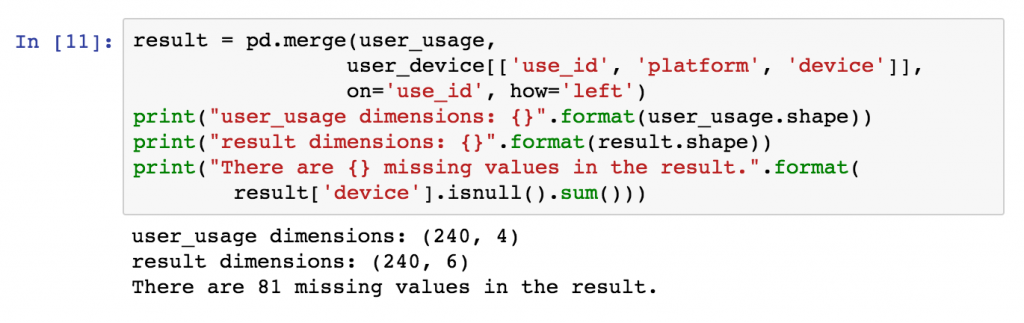 In [11]: result = pd.merge(user_usage,
user_device[['use_id', 'platform', 'device']],
on='use_id', how='left')
print("user_usage dimensions: {}".format(user_usage.shape))
print("result dimensions: {}".format(result.shape))
print("There are {} missing values in the result.".format(
result['device'].isnull().sum()))
user_usage dimensions: (240, 4)
result dimensions: (240, 6)
There are 81 missing values in the result.